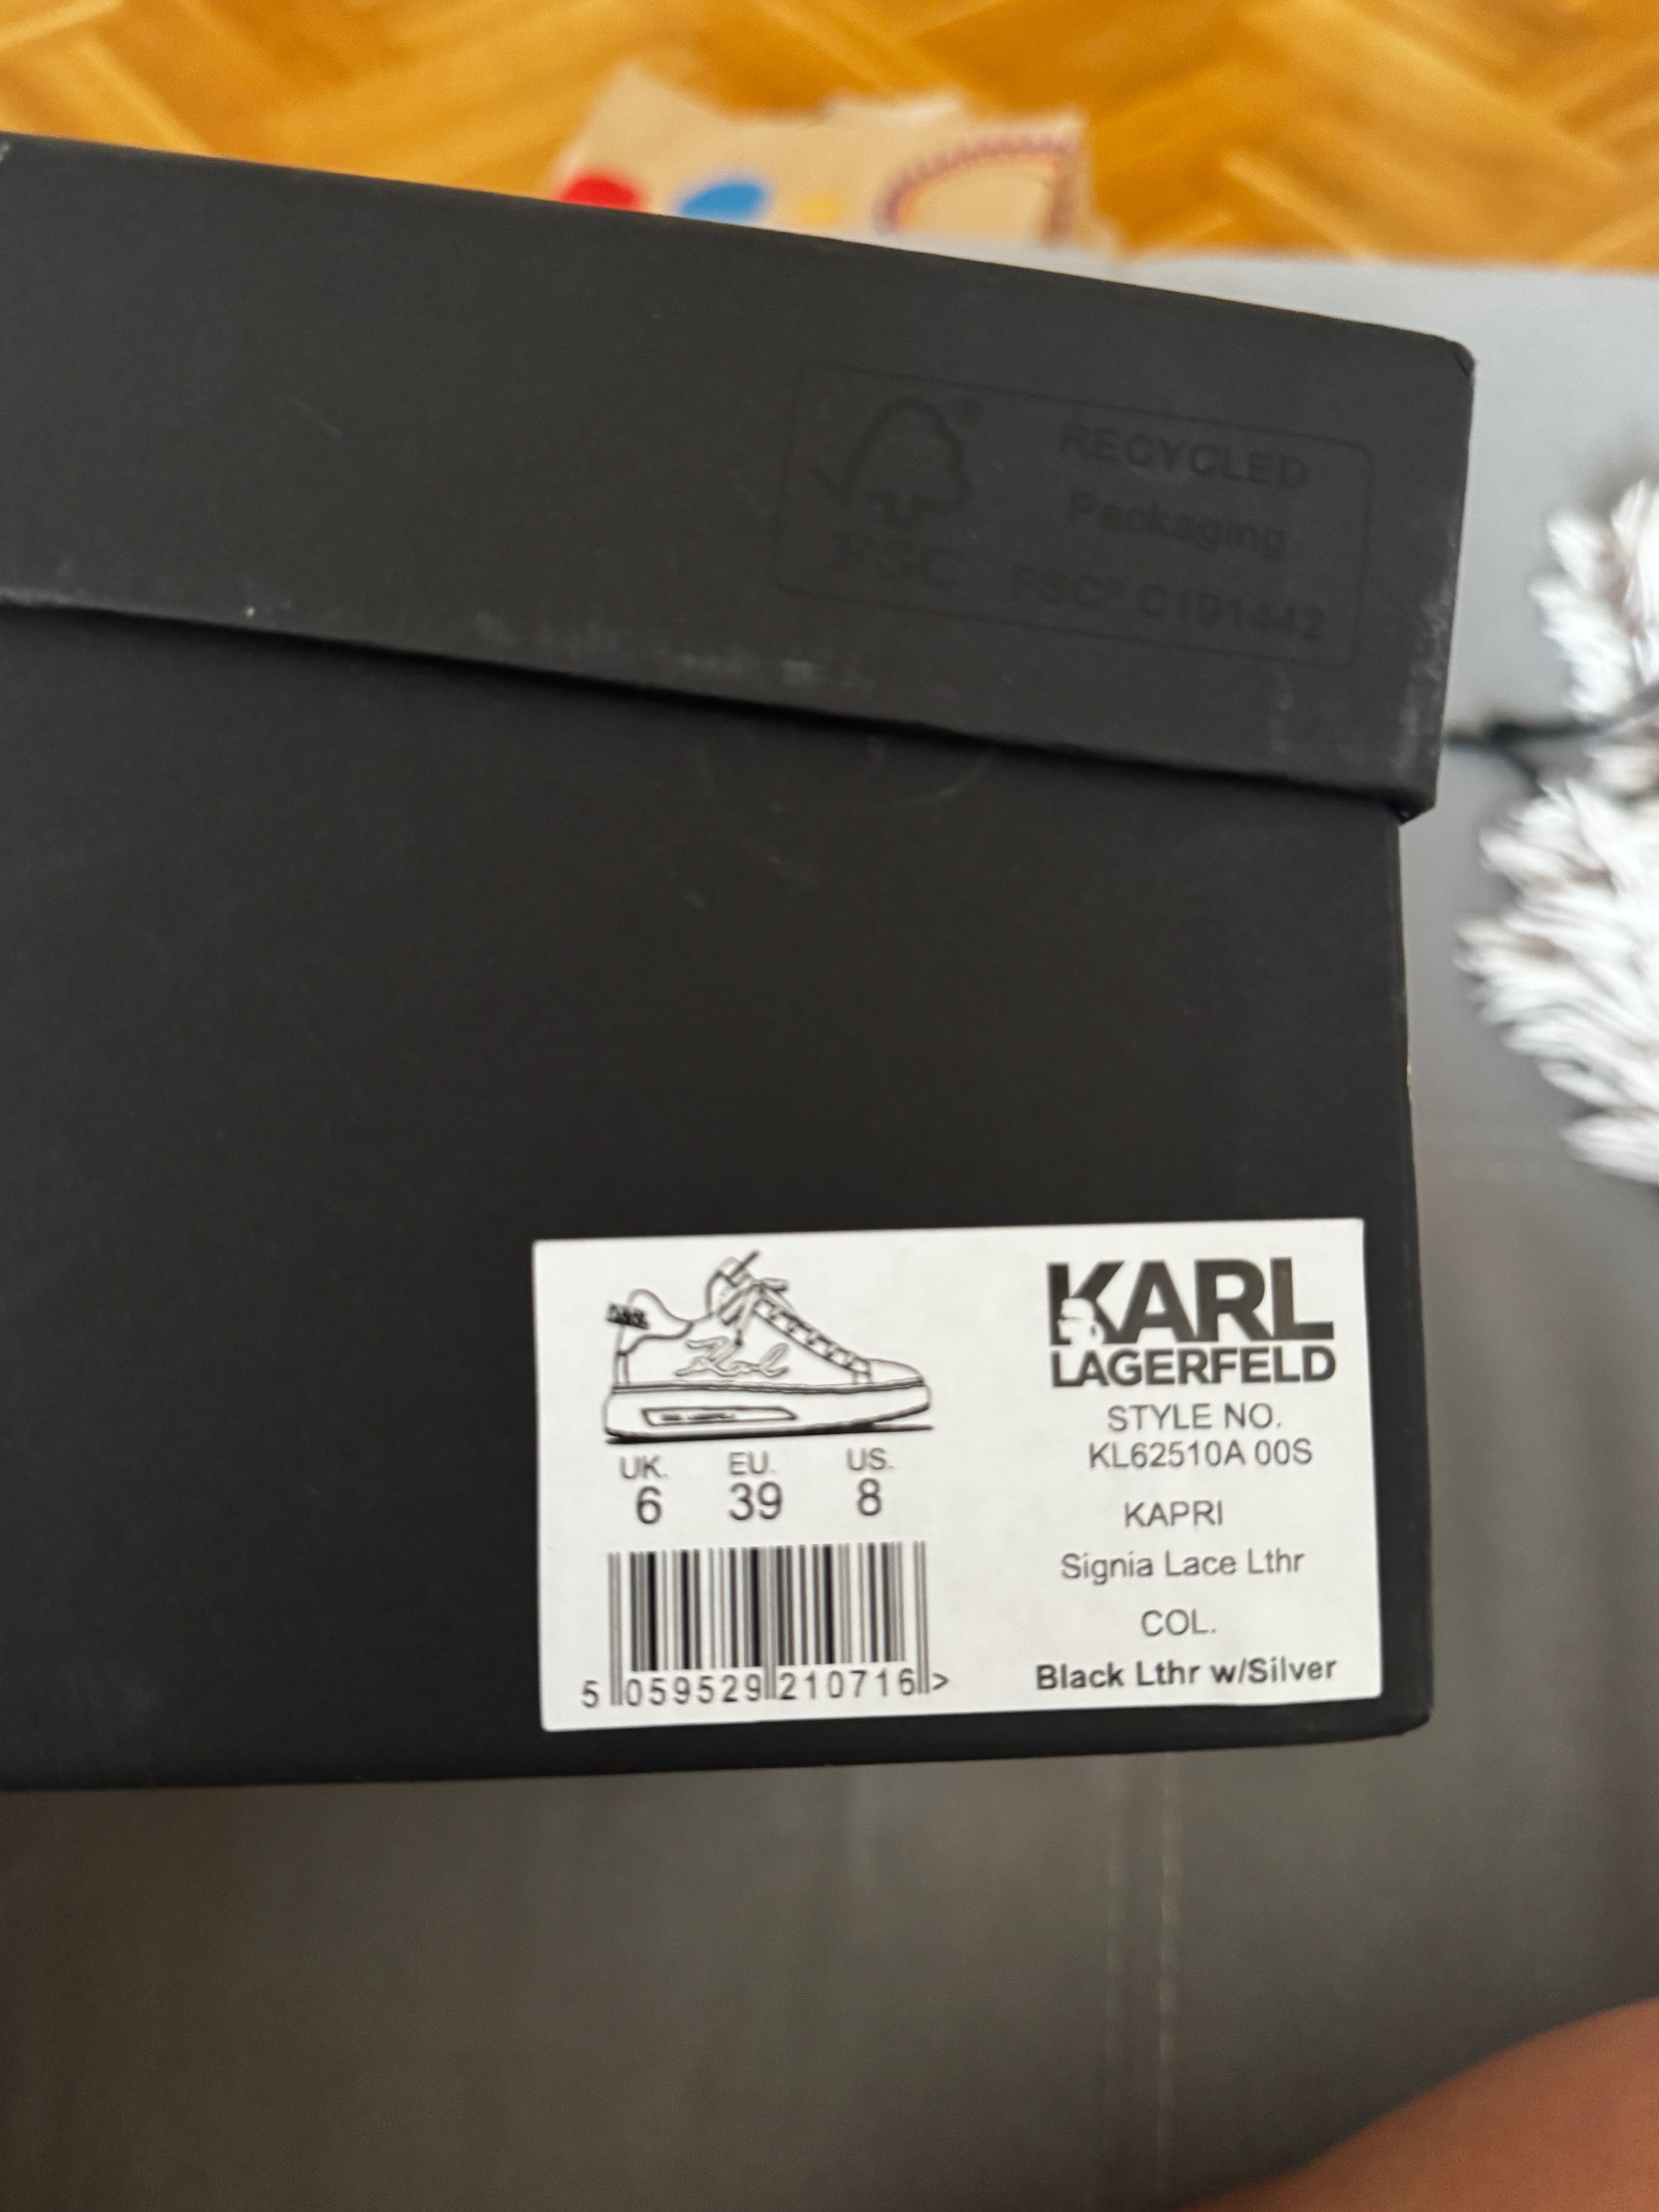 RECYCLED
Packaging
FSC
FSC® C191442
Karl
KARL
LAGERFELD
STYLE NO.
KL62510A 00S
UK. EU. US.
6 39 8
KAPRI
Signia Lace Lthr
COL.
Black Lthr w/Silver
5 059529 210716 >